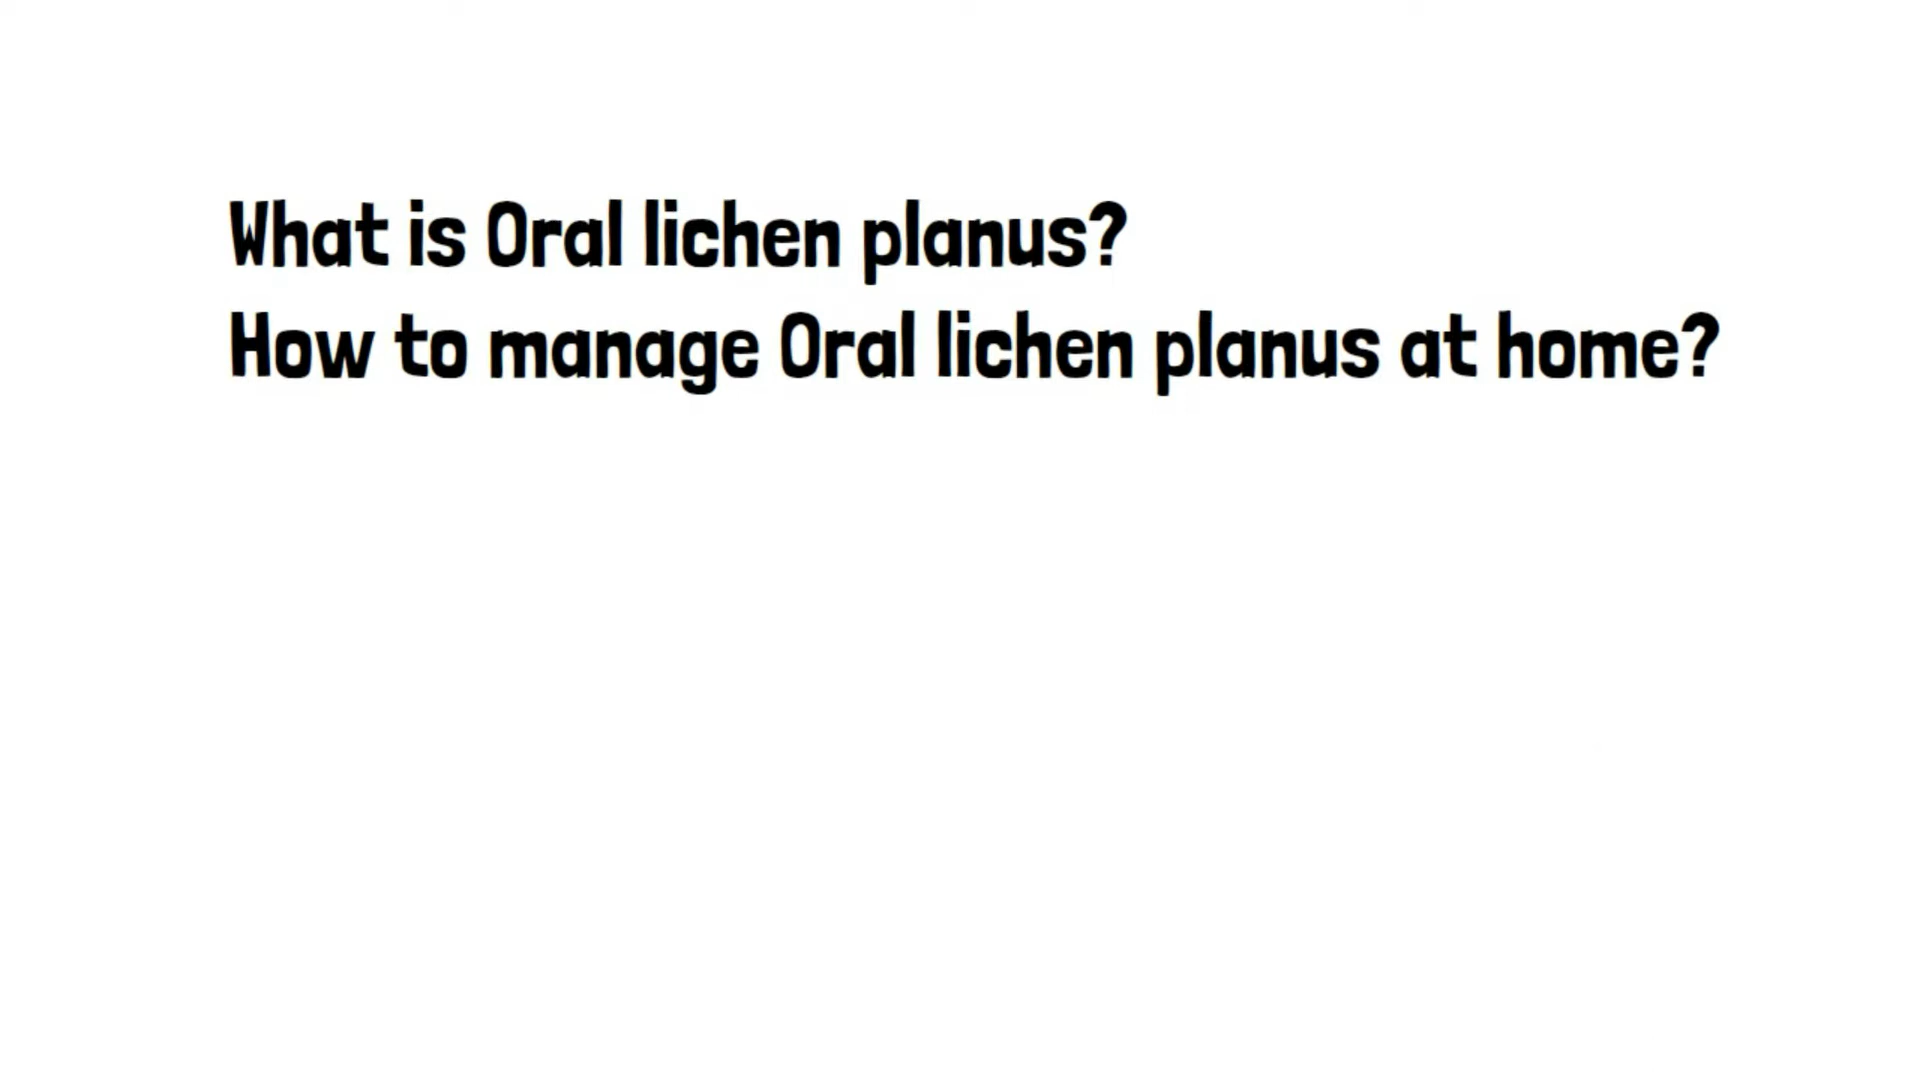 What is Oral lichen planus?
How to manage Oral lichen planus at home?